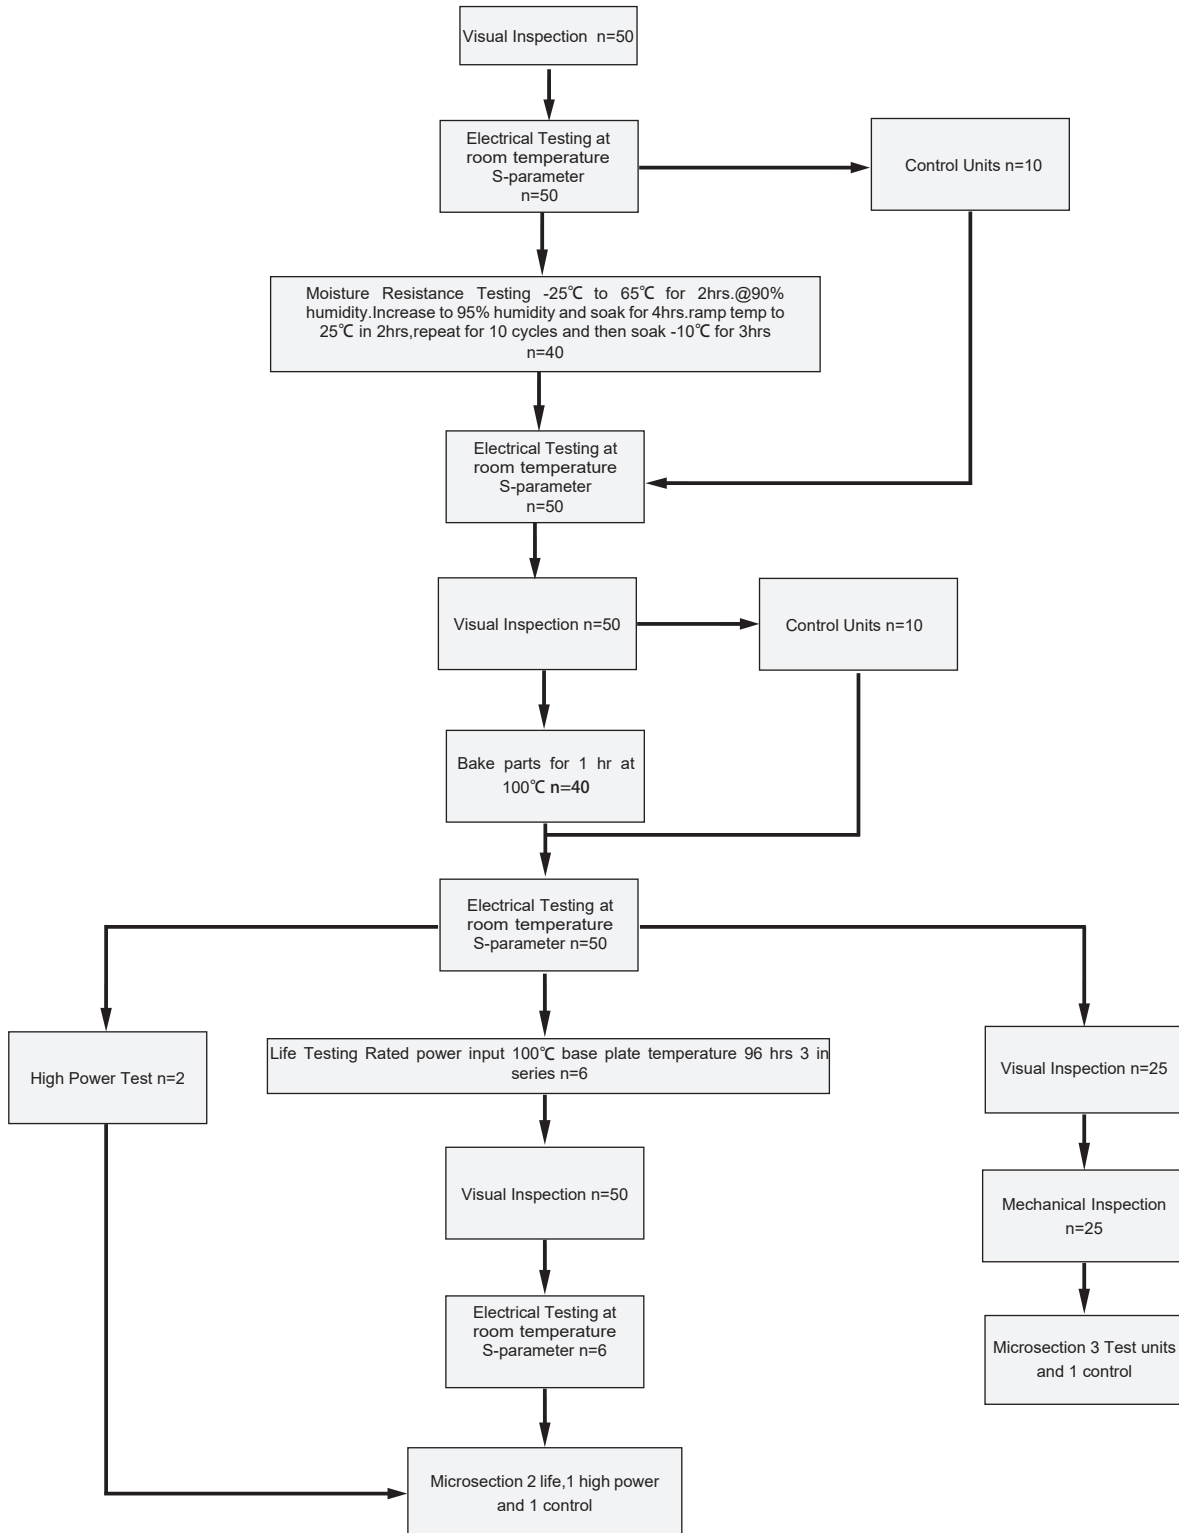 Visual Inspection n=50
Electrical Testing at
room temperature
S-parameter
n=50
Control Units n=10
Moisture Resistance Testing -25℃ to 65℃ for 2hrs.@90%
humidity.Increase to 95% humidity and soak for 4hrs.ramp temp to
25℃ in 2hrs,repeat for 10 cycles and then soak -10℃ for 3hrs
n=40
Electrical Testing at
room temperature
S-parameter
n=50
Visual Inspection n=50
Control Units n=10
Bake parts for 1 hr at
100℃ n=40
Electrical Testing at
room temperature
S-parameter n=50
High Power Test n=2
Life Testing Rated power input 100℃ base plate temperature 96 hrs 3 in
series n=6
Visual Inspection n=25
Visual Inspection n=50
Mechanical Inspection
n=25
Electrical Testing at
room temperature
S-parameter n=6
Microsection 3 Test units
and 1 control
Microsection 2 life,1 high power
and 1 control